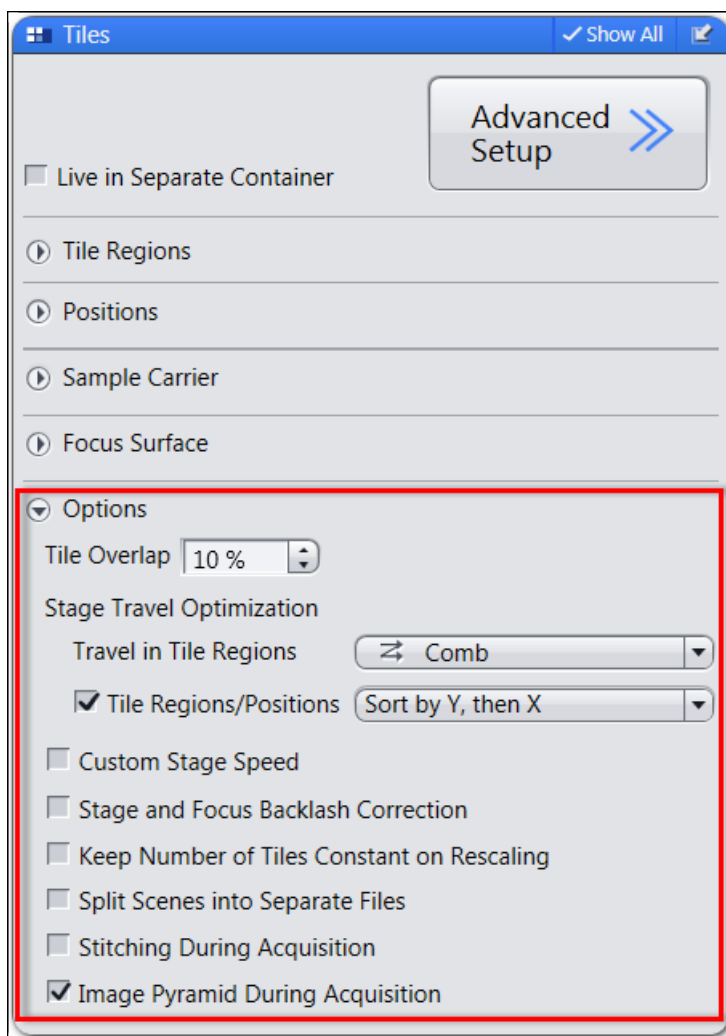 Tiles
Show All
Advanced
Setup
Live in Separate Container
Tile Regions
Positions
Sample Carrier
Focus Surface
Options
Tile Overlap 10 %
Stage Travel Optimization
Travel in Tile Regions Comb
Tile Regions/Positions Sort by Y, then X
Custom Stage Speed
Stage and Focus Backlash Correction
Keep Number of Tiles Constant on Rescaling
Split Scenes into Separate Files
Stitching During Acquisition
Image Pyramid During Acquisition